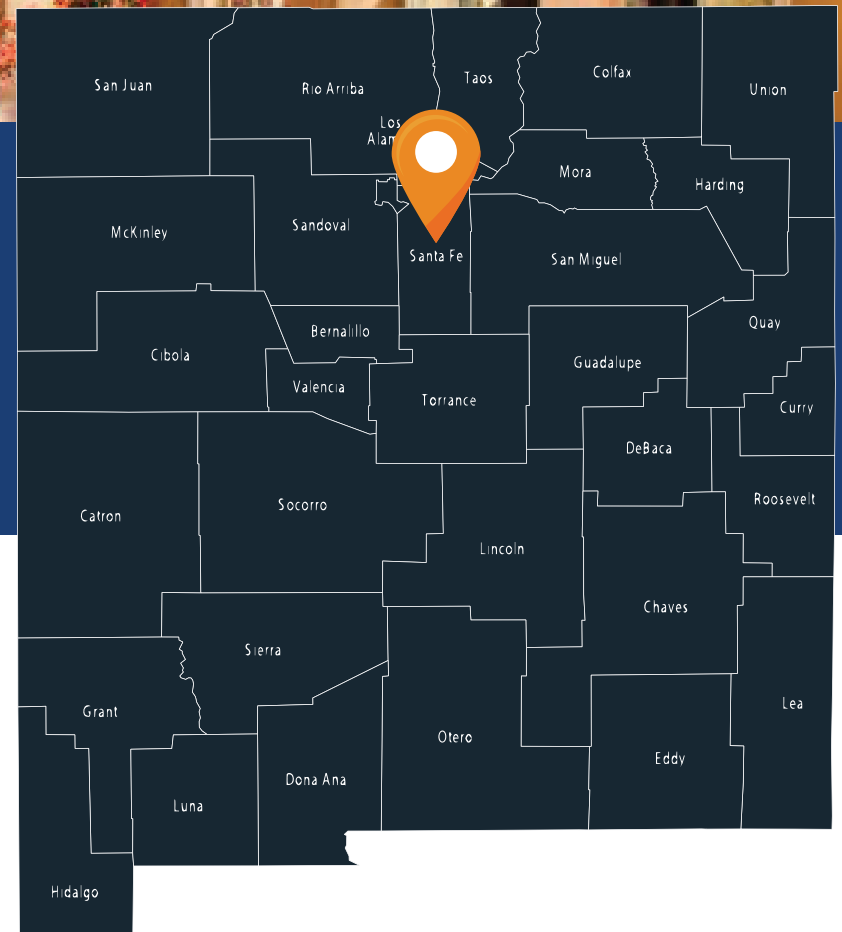 San Juan
Rio Arriba
Taos
Colfax
Union
Los
Mora
Harding
McKinley
Sandoval
Santa Fe
San Miguel
Bernalillo
Quay
Cibola
Valencia
Guadalupe
Torrance
Curry
DeBaca
Catron
Socorro
Roosevelt
Lincoln
Chaves
Sierra
Grant
Lea
Otero
Eddy
Dona Ana
Luna
Hidalgo